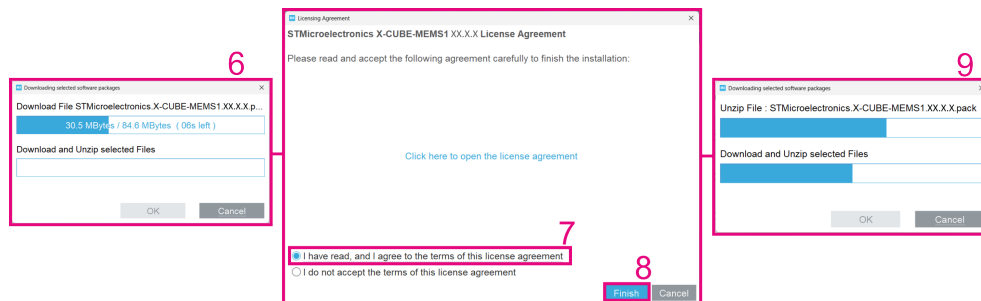 6
Downloading selected software packages
Download File STMicroelectronics.X-CUBE-MEMS1.XX.X.X.p...
30.5 MBytes / 84.6 MBytes ( 06s left )
Download and Unzip selected Files
OK Cancel
Licensing Agreement
STMicroelectronics X-CUBE-MEMS1 XX.X.X License Agreement
Please read and accept the following agreement carefully to finish the installation:
Click here to open the license agreement
7
I have read, and I agree to the terms of this license agreement
I do not accept the terms of this license agreement
8
Finish Cancel
9
Downloading selected software packages
Unzip File : STMicroelectronics.X-CUBE-MEMS1.XX.X.X.pack
Download and Unzip selected Files
OK Cancel